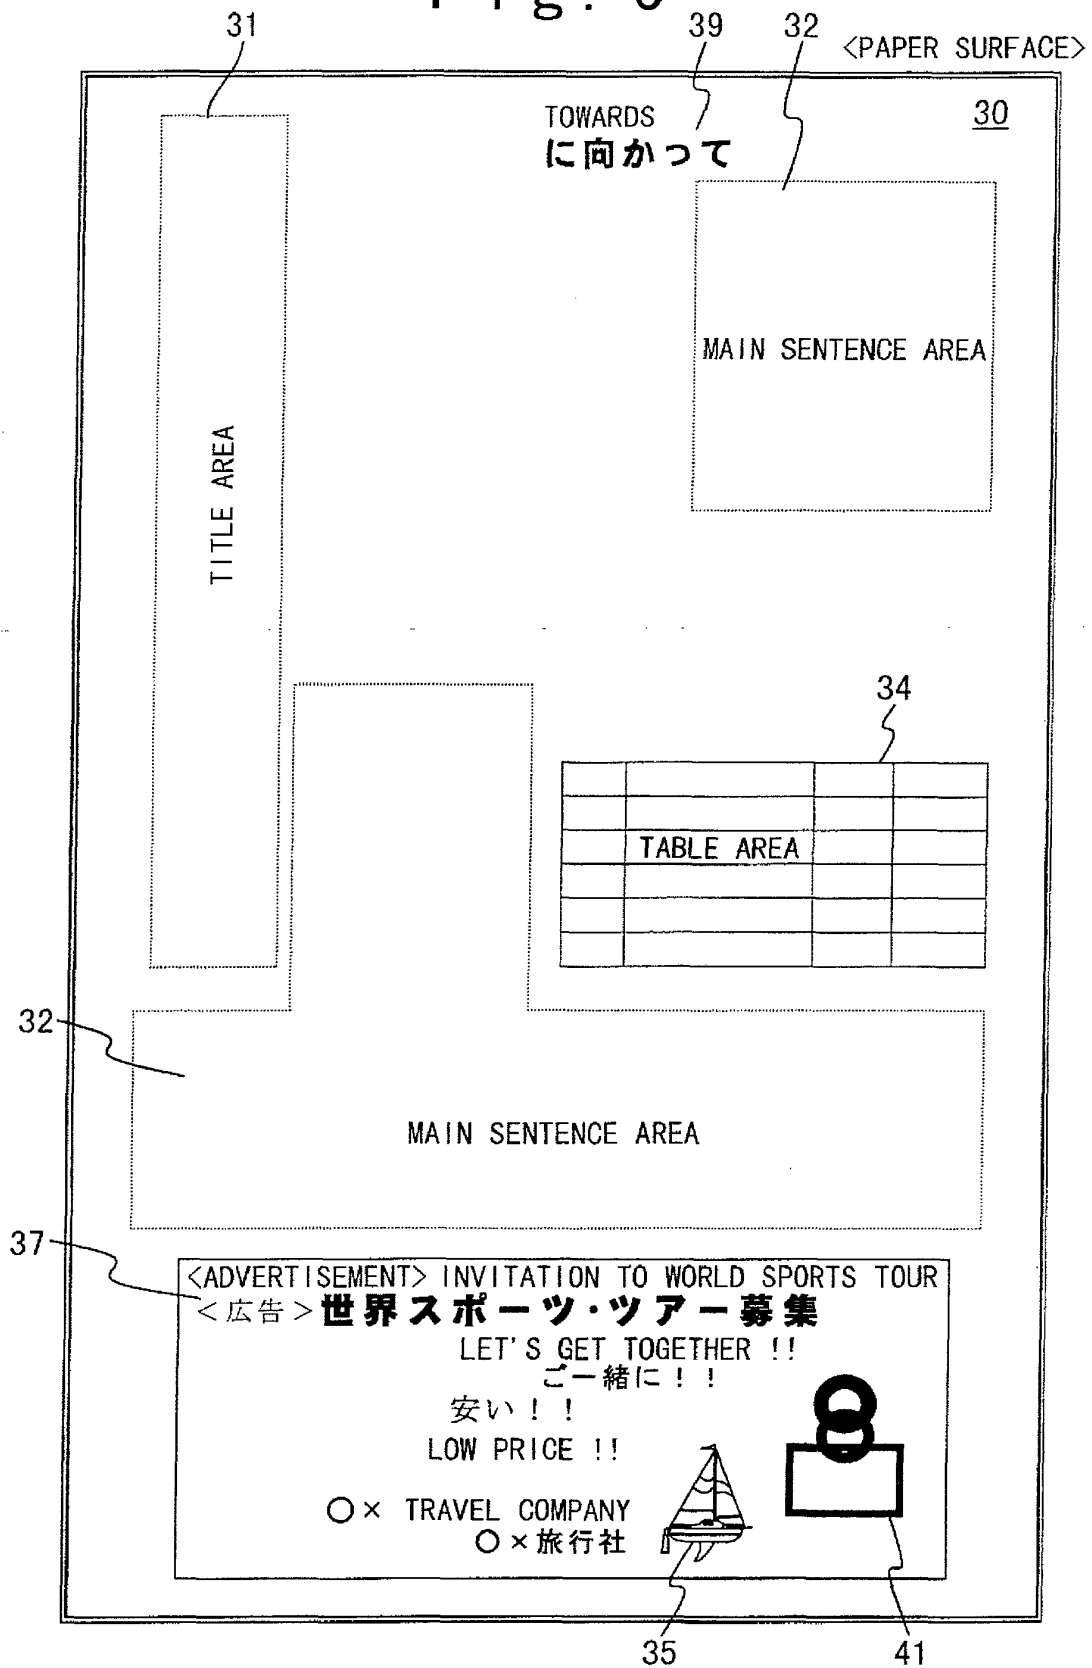 31
39
32
<PAPER SURFACE>
30
TOWARDS
に向かって
MAIN SENTENCE AREA
TITLE AREA
34
TABLE AREA
32
MAIN SENTENCE AREA
37
<ADVERTISEMENT> INVITATION TO WORLD SPORTS TOUR
<広告>世界スポーツ・ツアー募集
LET'S GET TOGETHER !!
ご一緒に！！
安い！！
LOW PRICE !!
○× TRAVEL COMPANY
○×旅行社
35
41